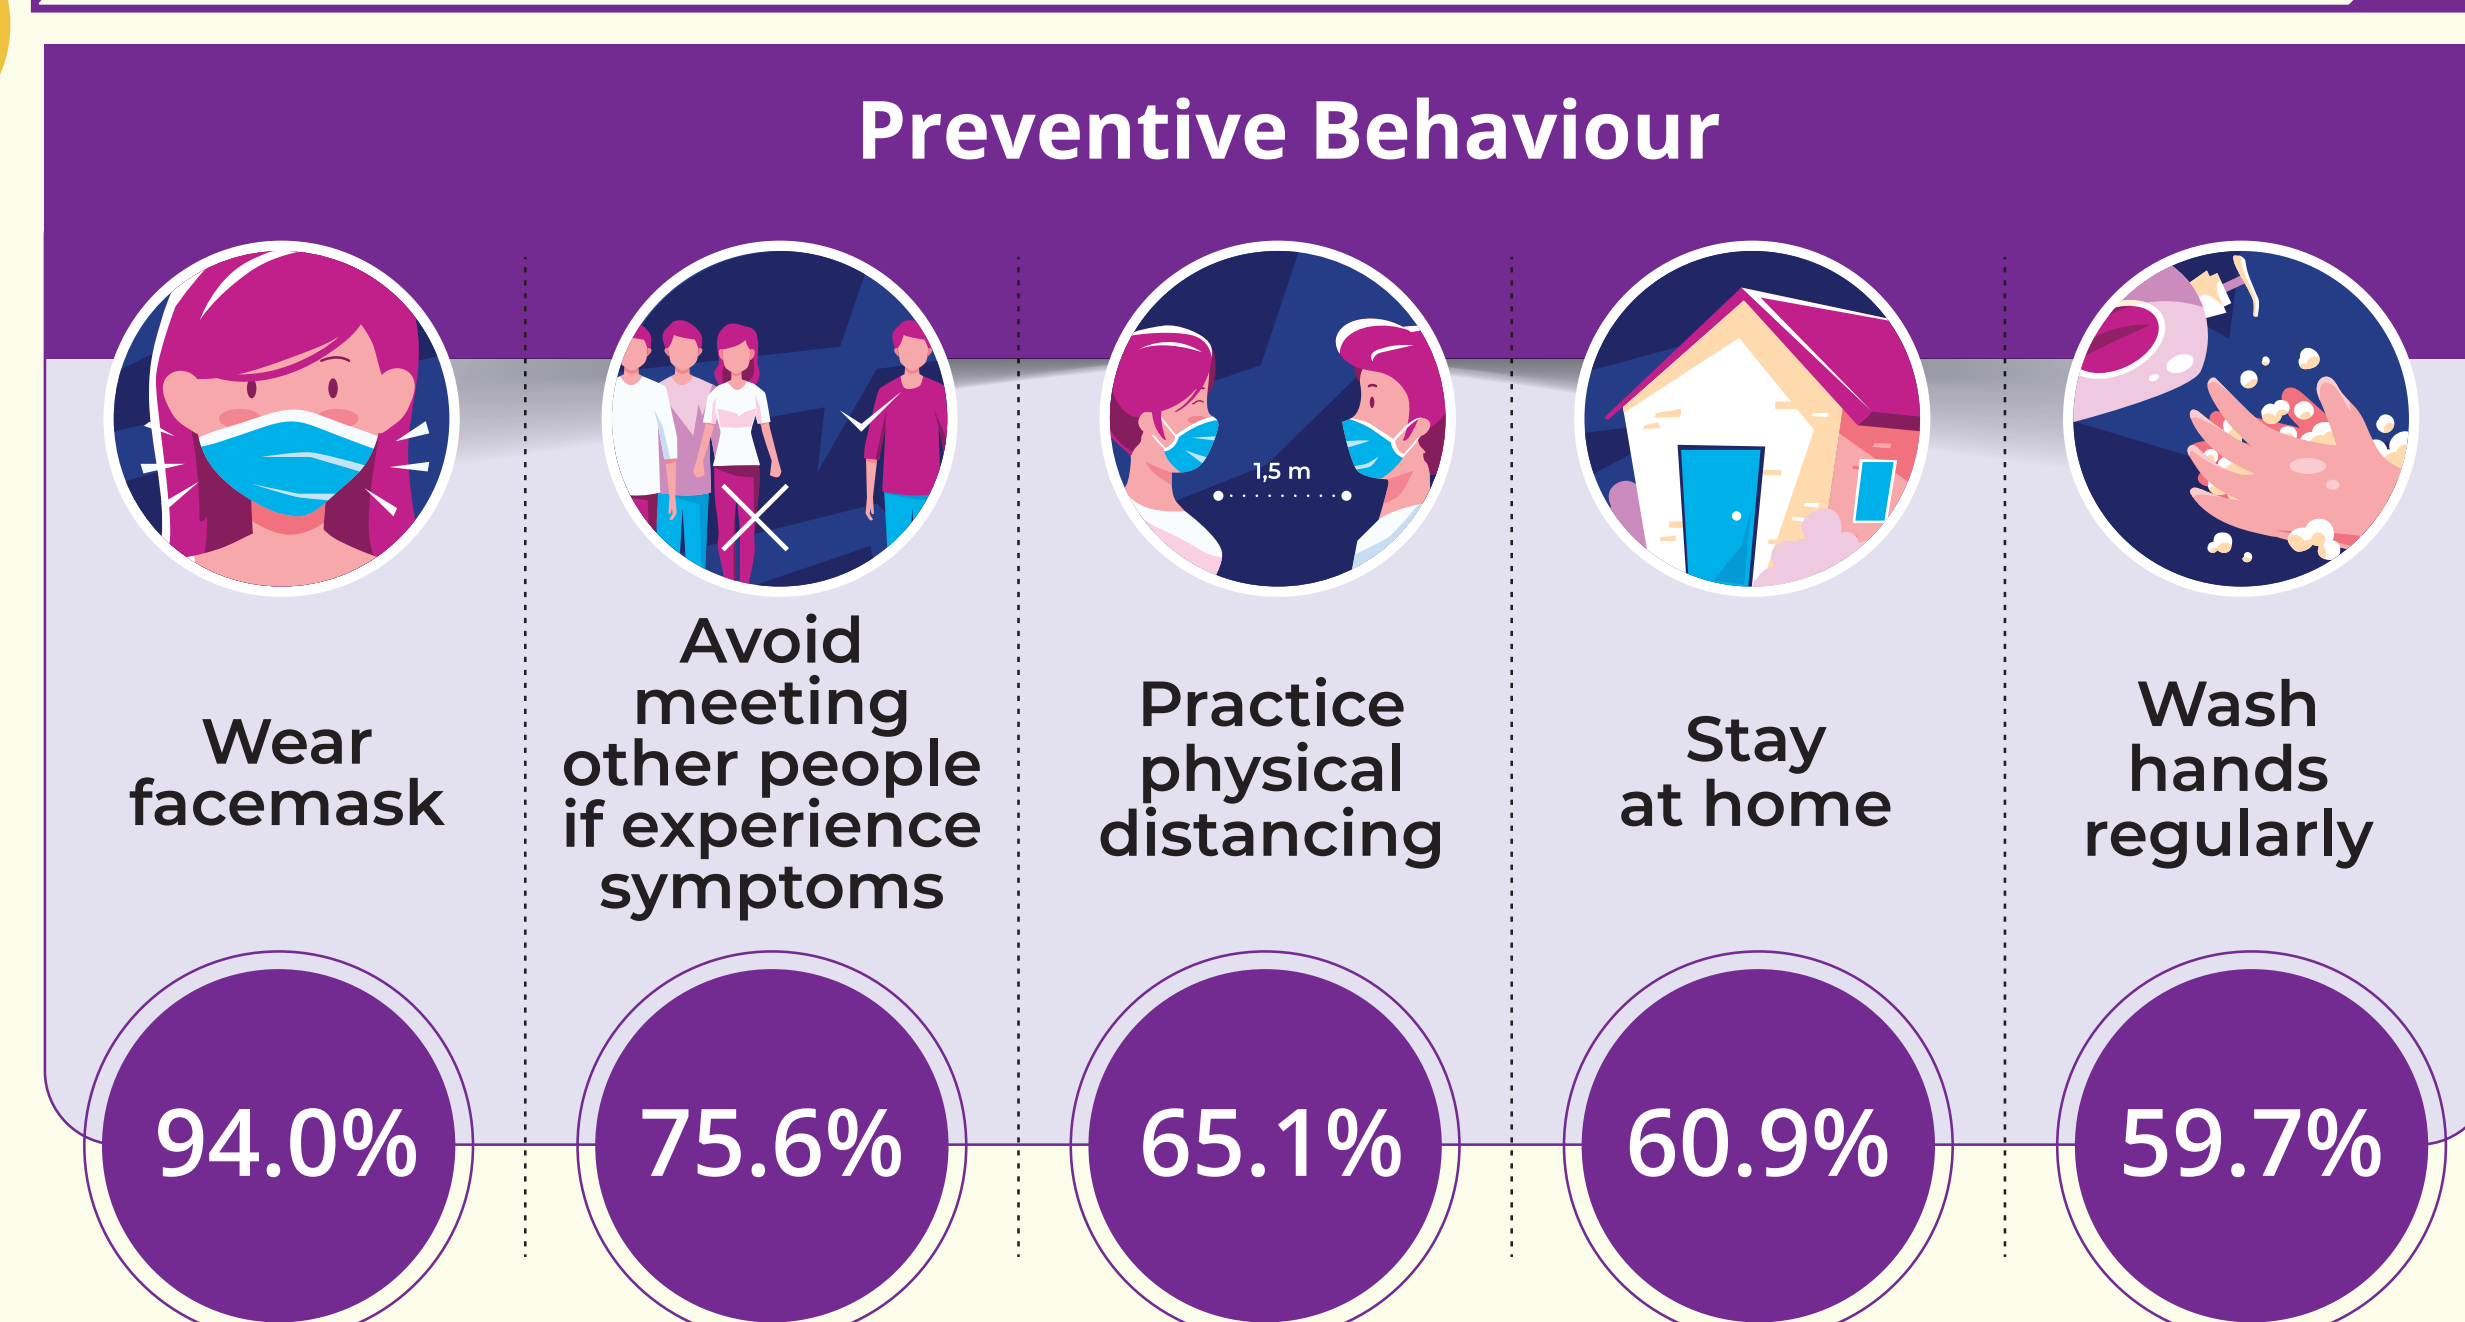 Preventive Behaviour
1,5 m
Wear
facemask
Avoid
meeting
other people
if experience
symptoms
Practice
physical
distancing
Stay
at home
Wash
hands
regularly
94.0%
75.6%
65.1%
60.9%
59.7%